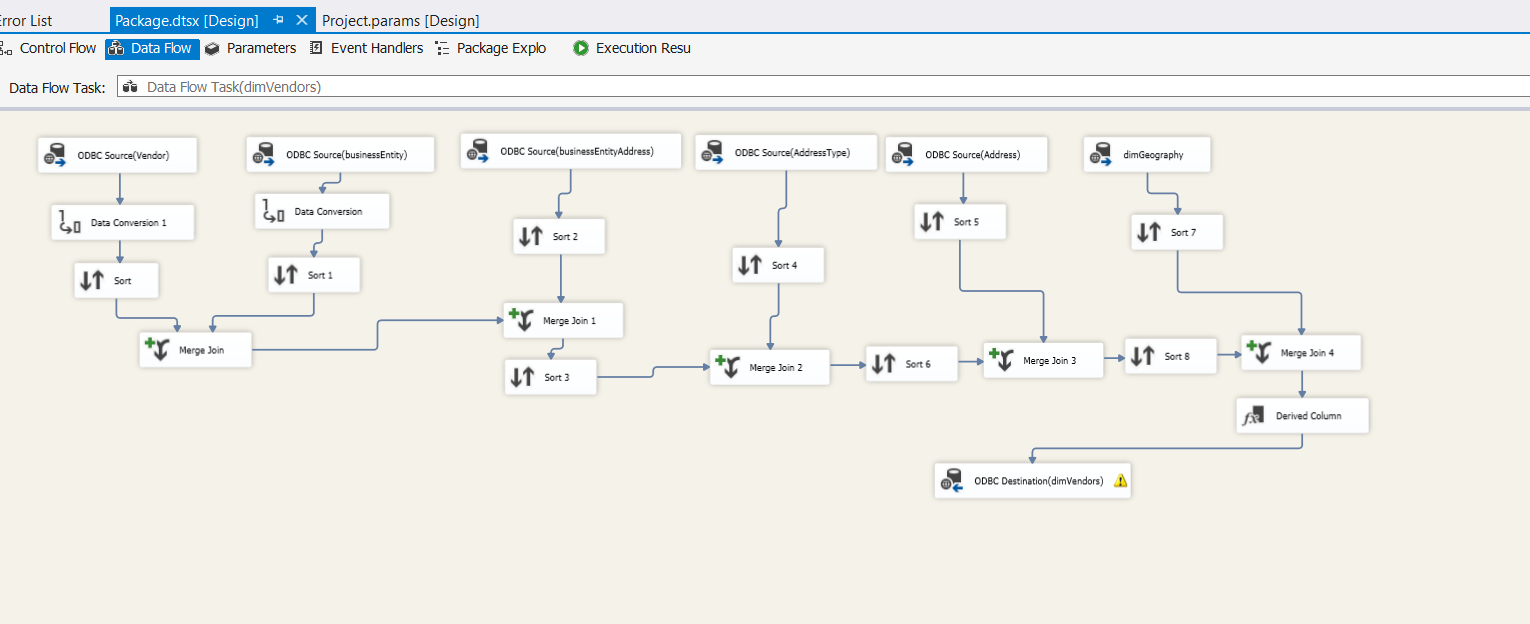 rror List
Package.dtsx [Design]
Project.params [Design]
Control Flow
Data Flow
Parameters
Event Handlers
Package Explo
Execution Resu
Data Flow Task:
Data Flow Task(dimVendors)
ODBC Source(Vendor)
ODBC Source(businessEntity)
ODBC Source(businessEntityAddress)
ODBC Source(AddressType)
ODBC Source(Address)
dimGeography
Data Conversion 1
Data Conversion
Sort 2
Sort 5
Sort 7
Sort
Sort 1
Sort 4
Merge Join
Merge Join 1
Sort 3
Merge Join 2
Sort 6
Merge Join 3
Sort 8
Merge Join 4
Derived Column
ODBC Destination(dimVendors)